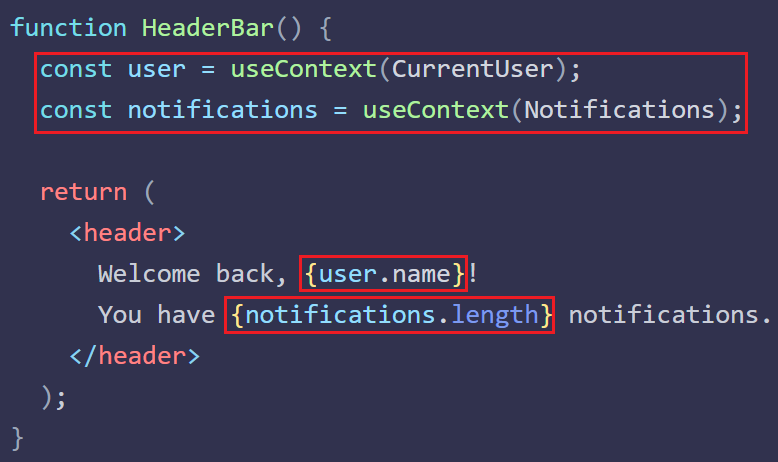 function HeaderBar() {
const user = useContext(CurrentUser);
const notifications = useContext(Notifications);
return (
<header>
Welcome back, {user.name}!
You have {notifications.length} notifications.
</header>
);
}